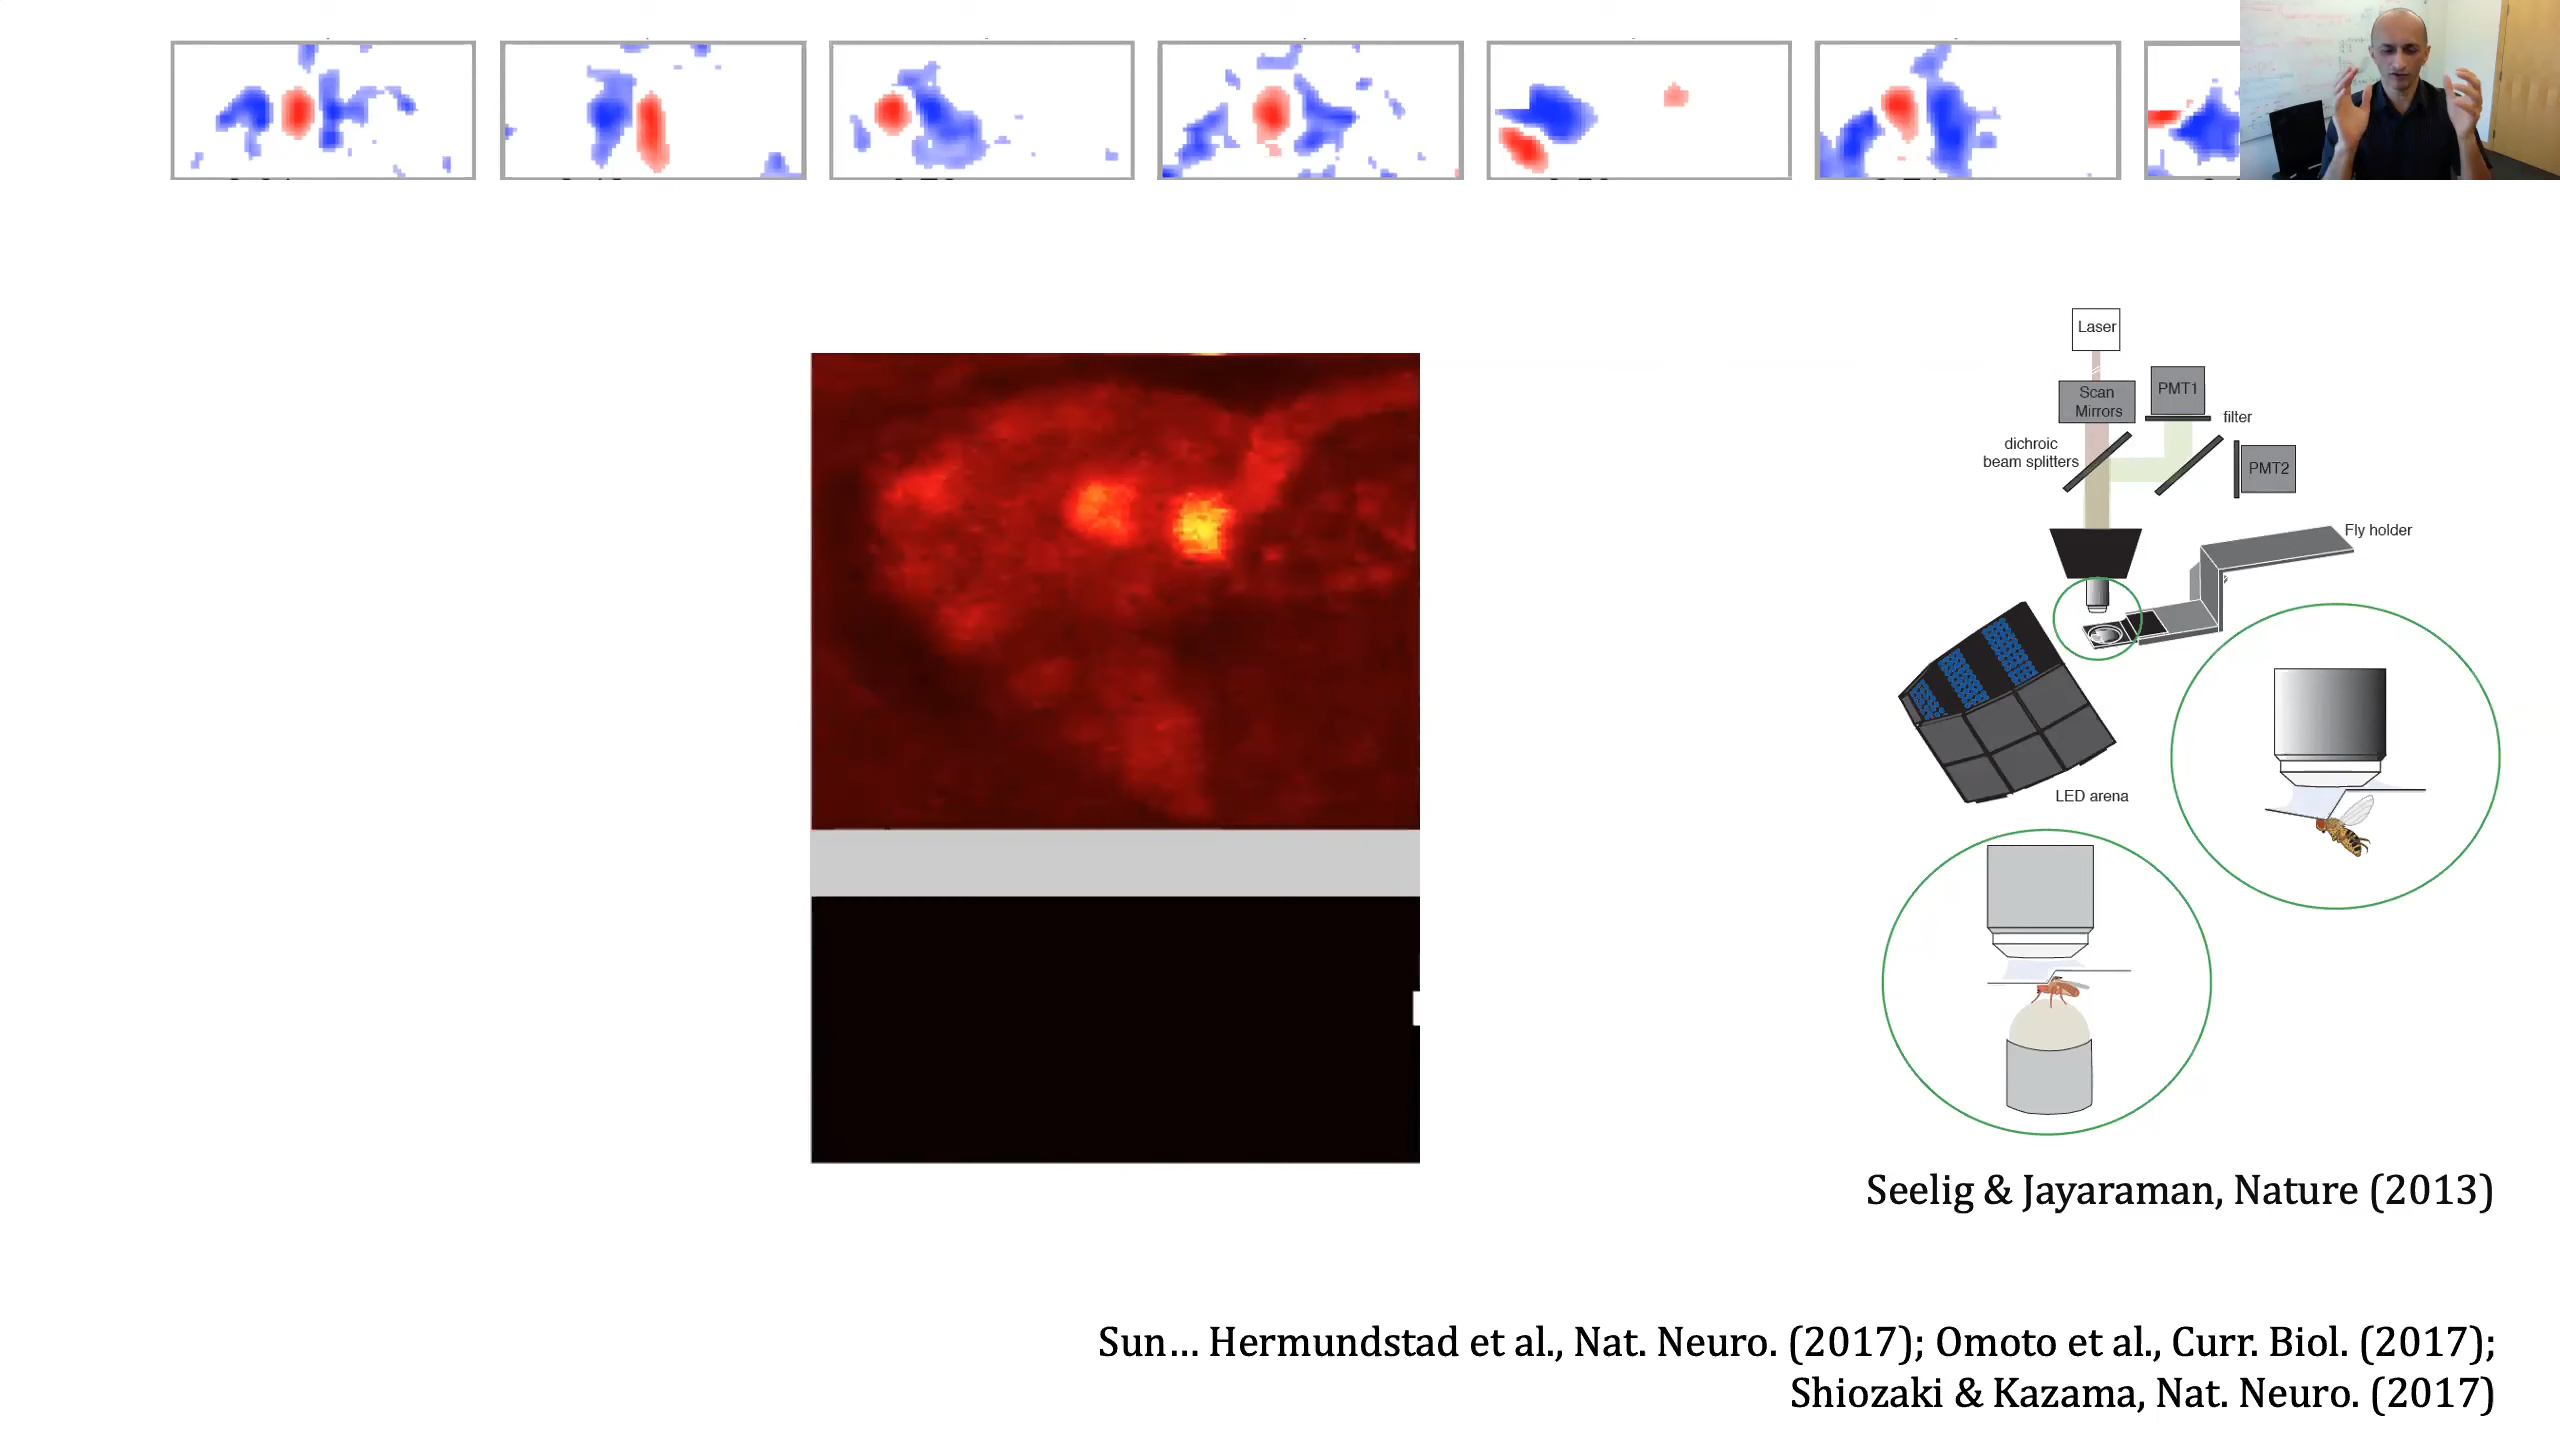 Laser
Scan
Mirrors
PMT1
filter
dichroic
beam splitters
PMT2
Fly holder
LED arena
Seelig & Jayaraman, Nature (2013)
Sun... Hermundstad et al., Nat. Neuro. (2017); Omoto et al., Curr. Biol. (2017);
Shiozaki & Kazama, Nat. Neuro. (2017)